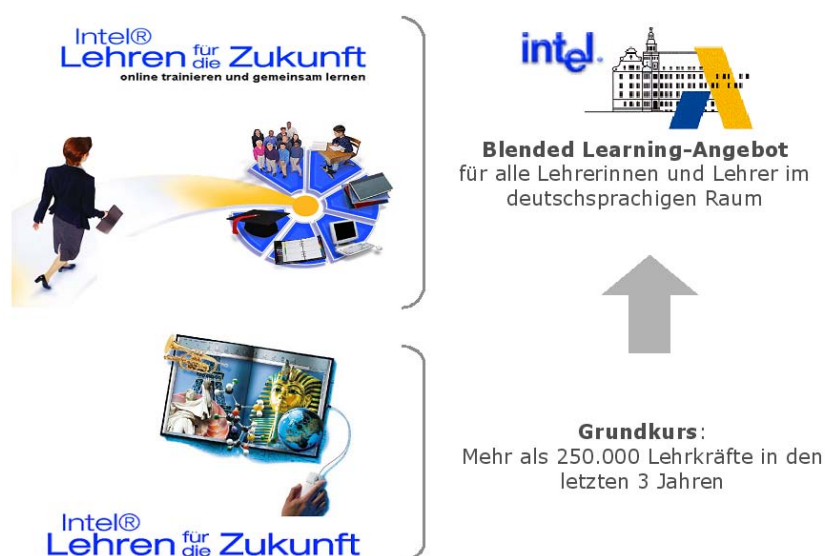 Intel®
Lehren für die Zukunft
online trainieren und gemeinsam lernen
intel.
Blended Learning-Angebot
für alle Lehrerinnen und Lehrer im
deutschsprachigen Raum
Grundkurs:
Mehr als 250.000 Lehrkräfte in den
letzten 3 Jahren
Intel®
Lehren für die Zukunft